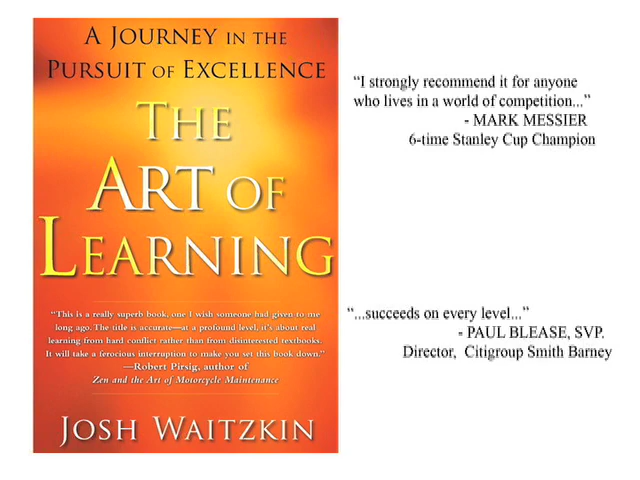 A JOURNEY IN THE
PURSUIT OF EXCELLENCE
THE
ART OF
LEARNING
"This is a really superb book, one I wish someone had given to me
long ago. The title is accurate—at a profound level, it's about real
learning from hard conflict rather than from disinterested textbooks.
It will take a ferocious interruption to make you set this book down."
—Robert Pirsig, author of
Zen and the Art of Motorcycle Maintenance
JOSH WAITZKIN
“I strongly recommend it for anyone
who lives in a world of competition...”
- MARK MESSIER
6-time Stanley Cup Champion
“...succeeds on every level...”
- PAUL BLEASE, SVP.
Director, Citigroup Smith Barney